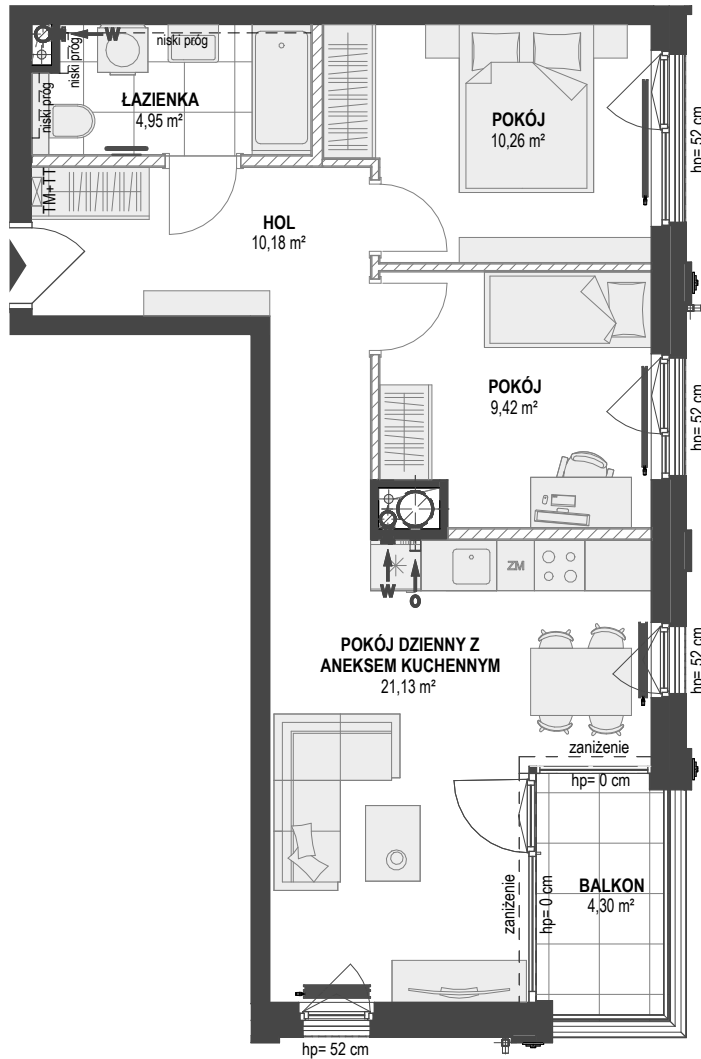 W
niski próg
niski próg
niski próg
ŁAZIENKA
4,95 m²
POKÓJ
10,26 m²
hp= 52 cm
TM+TT
HOL
10,18 m²
POKÓJ
9,42 m²
hp= 52 cm
ZM
W
O
POKÓJ DZIENNY Z
ANEKSEM KUCHENNYM
21,13 m²
hp= 52 cm
zaniżenie
hp= 0 cm
zaniżenie
hp= 0 cm
BALKON
4,30 m²
hp= 52 cm